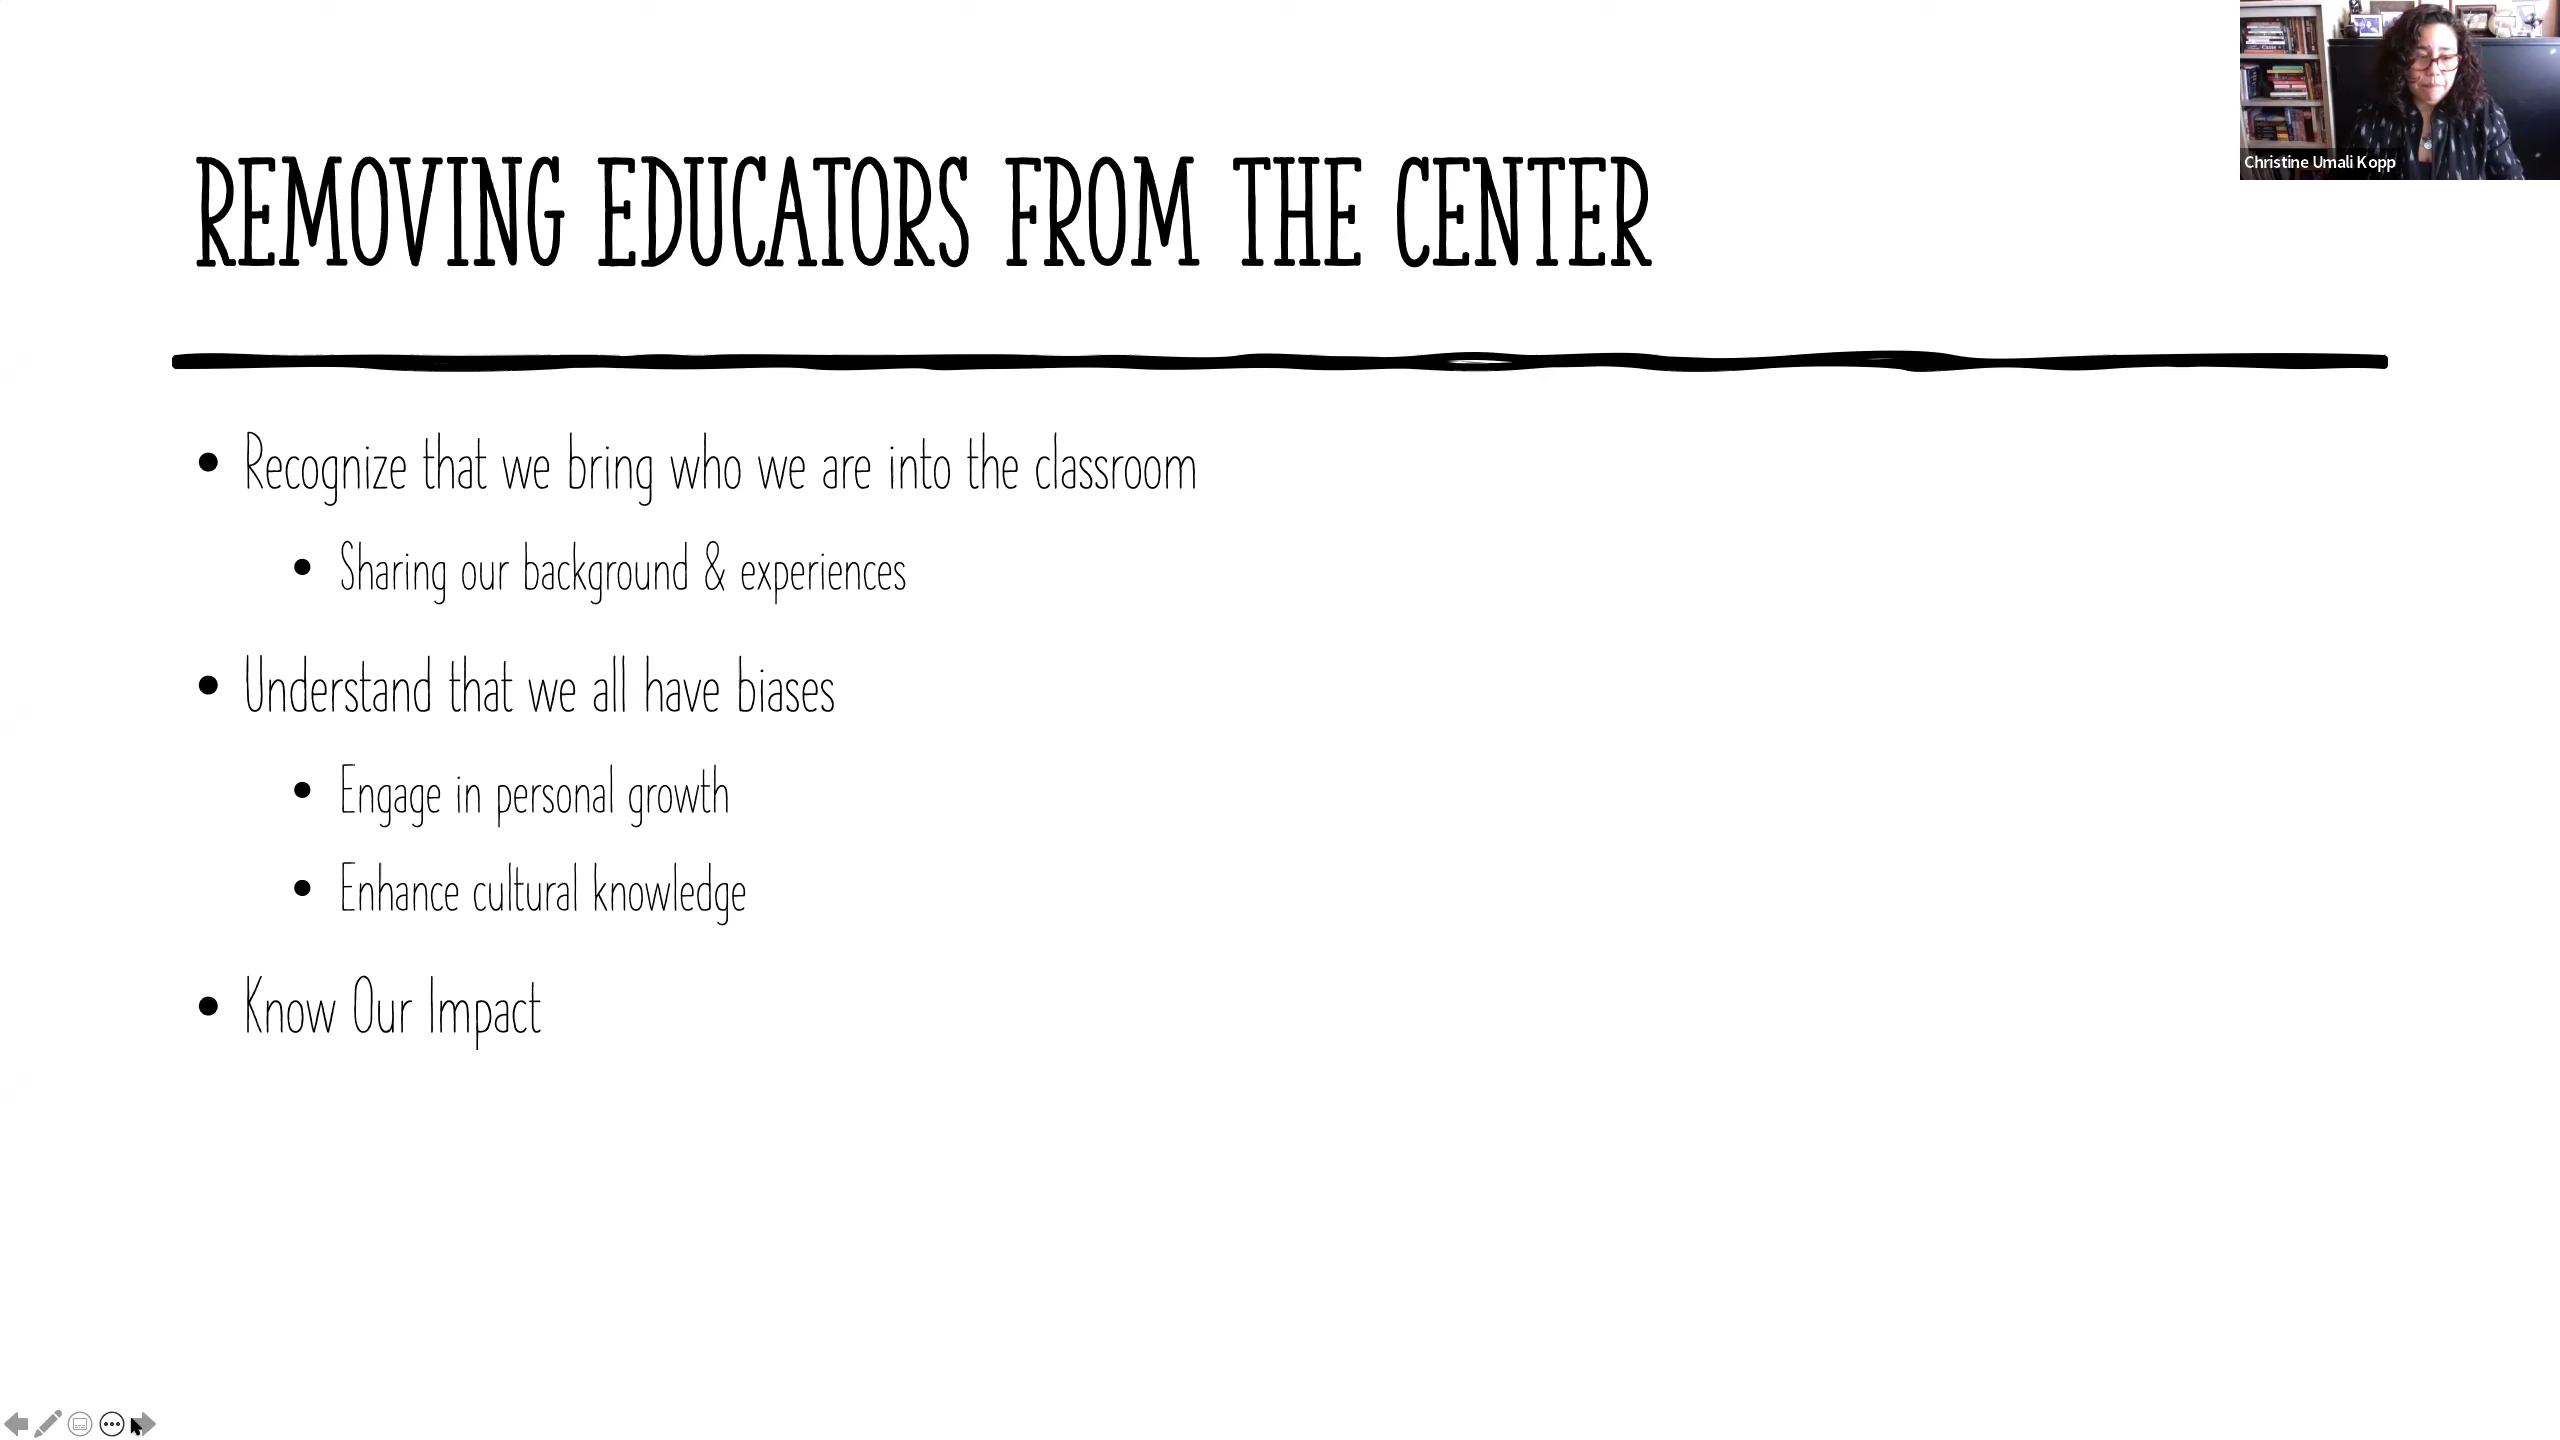 REMOVING EDUCATORS FROM THE CENTER
• Recognize that we bring who we are into the classroom
• Sharing our background & experiences
• Understand that we all have biases
• Engage in personal growth
• Enhance cultural knowledge
• Know Our Impact
Christine Umali Kopp